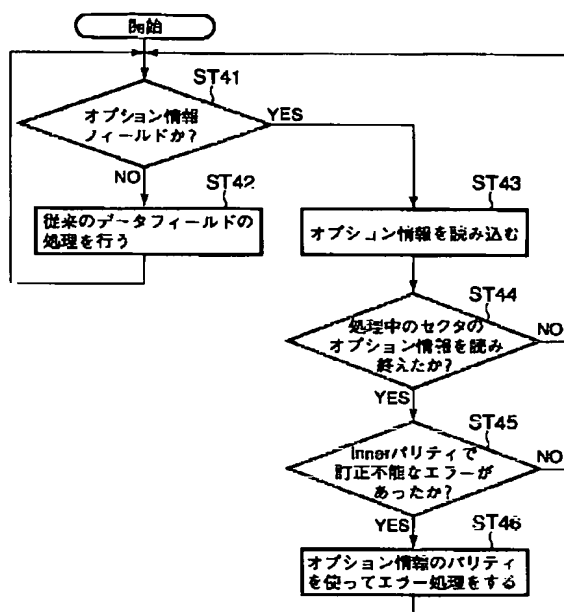 開始
ST41
オプション情報
フィールドか?
YES
NO
ST42
従来のデータフィールドの
処理を行う
ST43
オプション情報を読み込む
ST44
処理中のセクタの
オプション情報を読み
終えたか?
NO
YES
ST45
Innerパリティで
訂正不能なエラーが
あったか?
NO
YES
ST46
オプション情報のパリティ
を使ってエラー処理をする